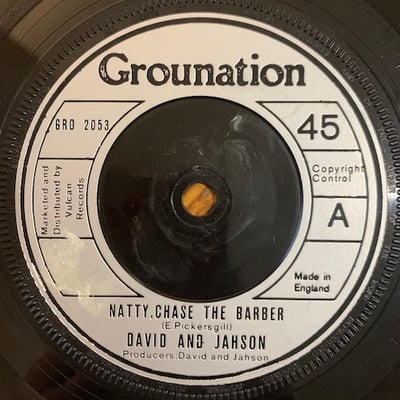 Grounation
GRO 2053
45
Marketed and
Distributed by
Vulcan
Records
Copyright
Control
A
Made in
England
NATTY.CHASE THE BARBER
(E.Pickersgill)
DAVID AND JAHSON
Producers:David and Jahson